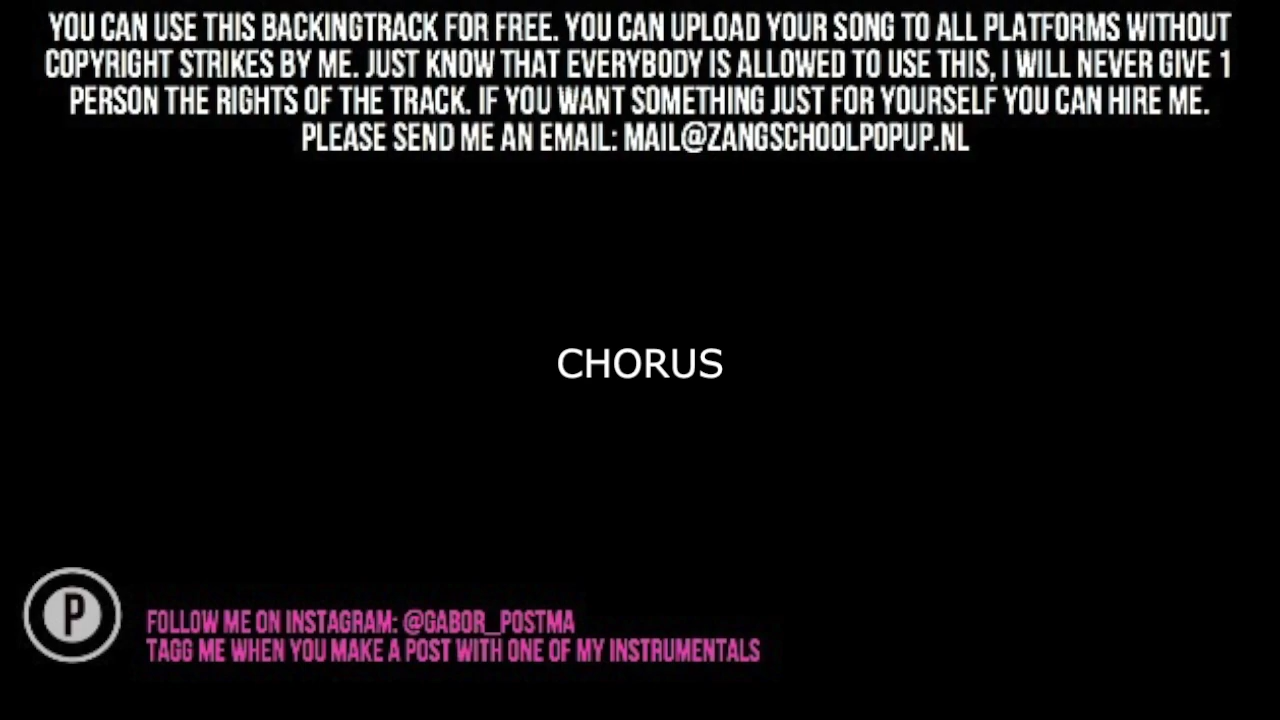 YOU CAN USE THIS BACKINGTRACK FOR FREE. YOU CAN UPLOAD YOUR SONG TO ALL PLATFORMS WITHOUT
COPYRIGHT STRIKES BY ME. JUST KNOW THAT EVERYBODY IS ALLOWED TO USE THIS, I WILL NEVER GIVE 1
PERSON THE RIGHTS OF THE TRACK. IF YOU WANT SOMETHING JUST FOR YOURSELF YOU CAN HIRE ME.
PLEASE SEND ME AN EMAIL: MAIL@ZANGSCHOOLPOPUP.NL
CHORUS
P
FOLLOW ME ON INSTAGRAM: @GABOR_POSTMA
TAGG ME WHEN YOU MAKE A POST WITH ONE OF MY INSTRUMENTALS